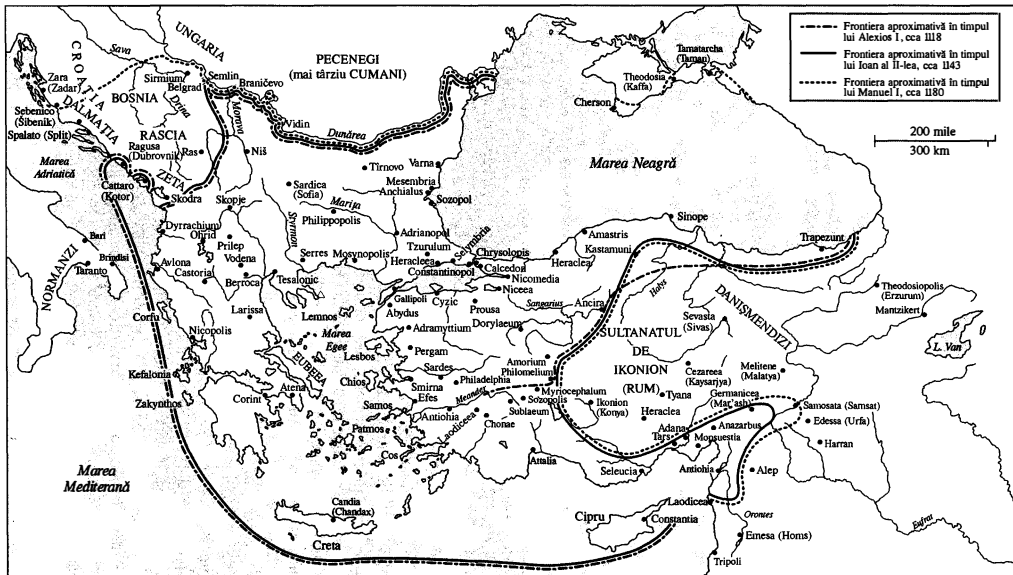 Frontiera aproximativă în timpul
lui Alexios I, cca 1118
Frontiera aproximativă în timpul
lui Ioan al II-lea, cca 1143
Frontiera aproximativă în timpul
lui Manuel I, cca 1180
200 mile
300 km
UNGARIA
CROATIA
Sava
PECENEGI
(mai târziu CUMANI)
Tamatarcha
(Taman)
Theodosia
(Kaffa)
Cherson
Zara
(Zadar)
Sirmium
Semlin
Belgrad
Braničevo
BOSNIA
Drina
DALMAȚIA
Sebenico
(Šibenik)
Spalato (Split)
Morava
Vidin
Dunărea
RASCIA
Ragusa
(Dubrovnik)
Ras
Niš
Marea
Adriatică
ZETA
Cattaro
(Kotor)
Skodra
Skopje
Tîrnovo
Varna
Mesembria
Anchialus
Sozopol
Marea Neagră
Sardica
(Sofia)
Marița
Philippopolis
Strymon
Adrianopol
Sinope
Amastris
Kastamuni
Trapezunt
Dyrrachium
Ohrid
Prilep
Vodena
Bari
Brindisi
Taranto
NORMANZI
Avlona
Castoria
Berroea
Tesalonic
Serres
Mosynopolis
Tzurulum
Heracleea
Selymbria
Constantinopol
Chrysolopis
Calcedon
Nicomedia
Niceea
Heraclea
Halys
DANIȘMENDIZI
Theodosiopolis
(Erzurum)
Mantzikert
L. Van
Corfu
Larissa
Lemnos
Gallipoli
Abydus
Cyzic
Prousa
Sangarius
Ancira
Nicopolis
Marea
Egee
Adramyttium
Dorylaeum
SULTANATUL
DE
IKONION
(RUM)
Sevasta
(Sivas)
Kefalonia
EUBEEA
Lesbos
Pergam
Amorium
Philomelium
Cezareea
(Kaysariya)
Melitene
(Malatya)
Zakynthos
Corint
Atena
Chios
Sardes
Smirna
Philadelphia
Efes
Meander
Myriocephalum
Sozopolis
Sublaeum
Ikonion
(Konya)
Tyana
Heraclea
Germanicea
(Mar'ash)
Samosata (Samsat)
Samos
Antiohia
Laodiceea
Chonae
Adana
Tars
Anazarbus
Mopsuestia
Edessa (Urfa)
Harran
Patmos
Cos
Attalia
Seleucia
Antiohia
Alep
Marea
Mediterană
Candia
(Chandax)
Creta
Cipru
Constantia
Laodiceea
Orontes
Emesa (Homs)
Eufrat
Tripoli